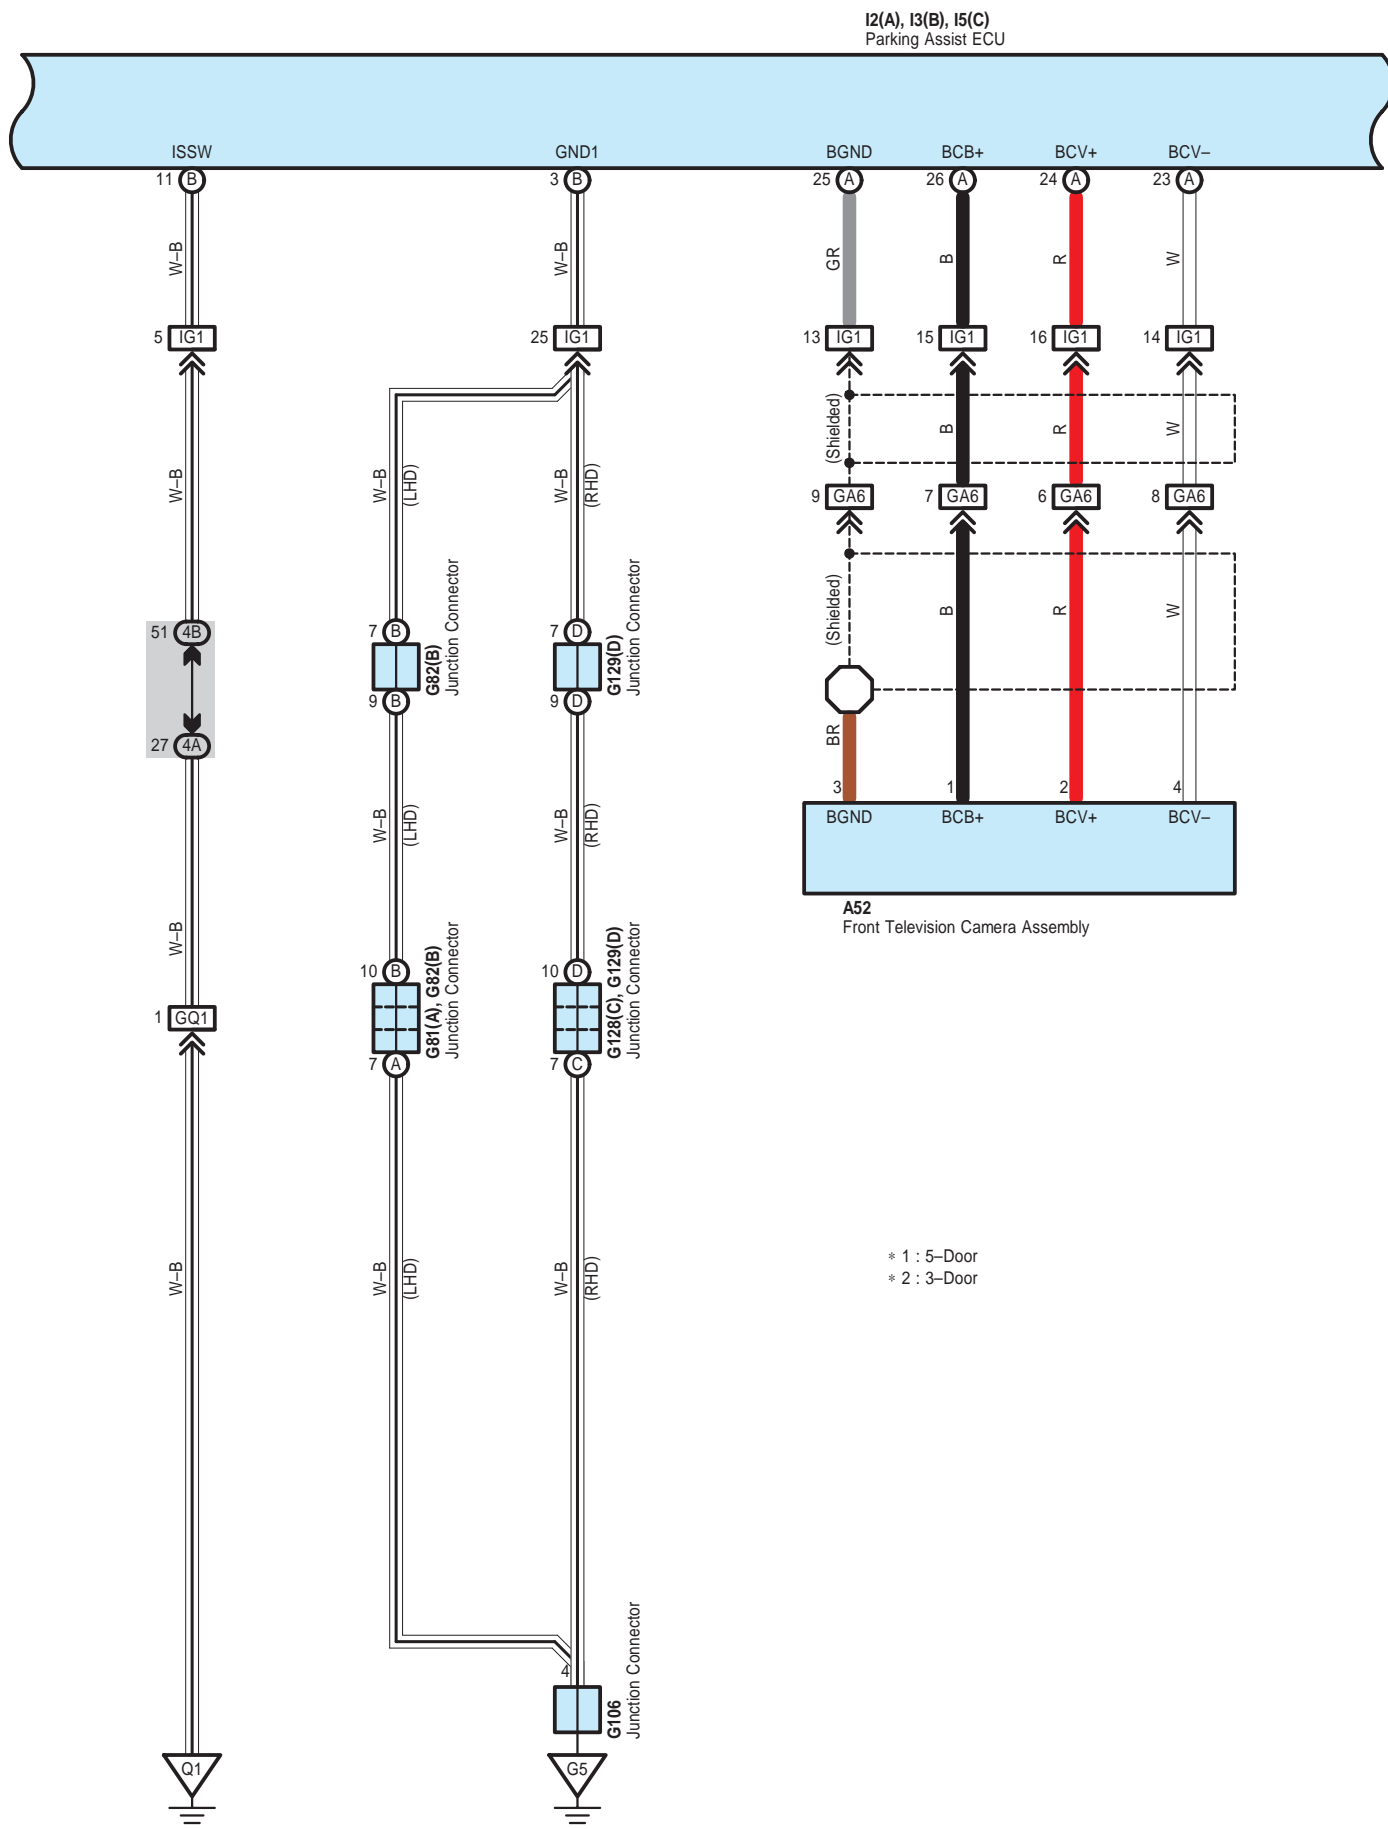 I2(A), I3(B), I5(C)
Parking Assist ECU
ISSW GND1 BGND BCB+ BCV+ BCV–
11 B 3 B 25 A 26 A 24 A 23 A
W–B W–B GR B R W
5 IG1 25 IG1 13 IG1 15 IG1 16 IG1 14 IG1
(Shielded) B R W
W–B W–B (LHD) W–B (RHD)
9 GA6 7 GA6 6 GA6 8 GA6
(Shielded) B R W
51 4B 7 B 7 D
G82(B)
Junction Connector
G129(D)
Junction Connector
9 B 9 D
27 4A
BR
3 1 2 4
BGND BCB+ BCV+ BCV–
W–B (LHD) W–B (RHD)
A52
Front Television Camera Assembly
W–B
10 B 10 D
1 GQ1
G81(A), G82(B)
Junction Connector
G128(C), G129(D)
Junction Connector
7 A 7 C
W–B W–B (LHD) W–B (RHD)
* 1 : 5–Door
* 2 : 3–Door
4
G106
Junction Connector
Q1 G5